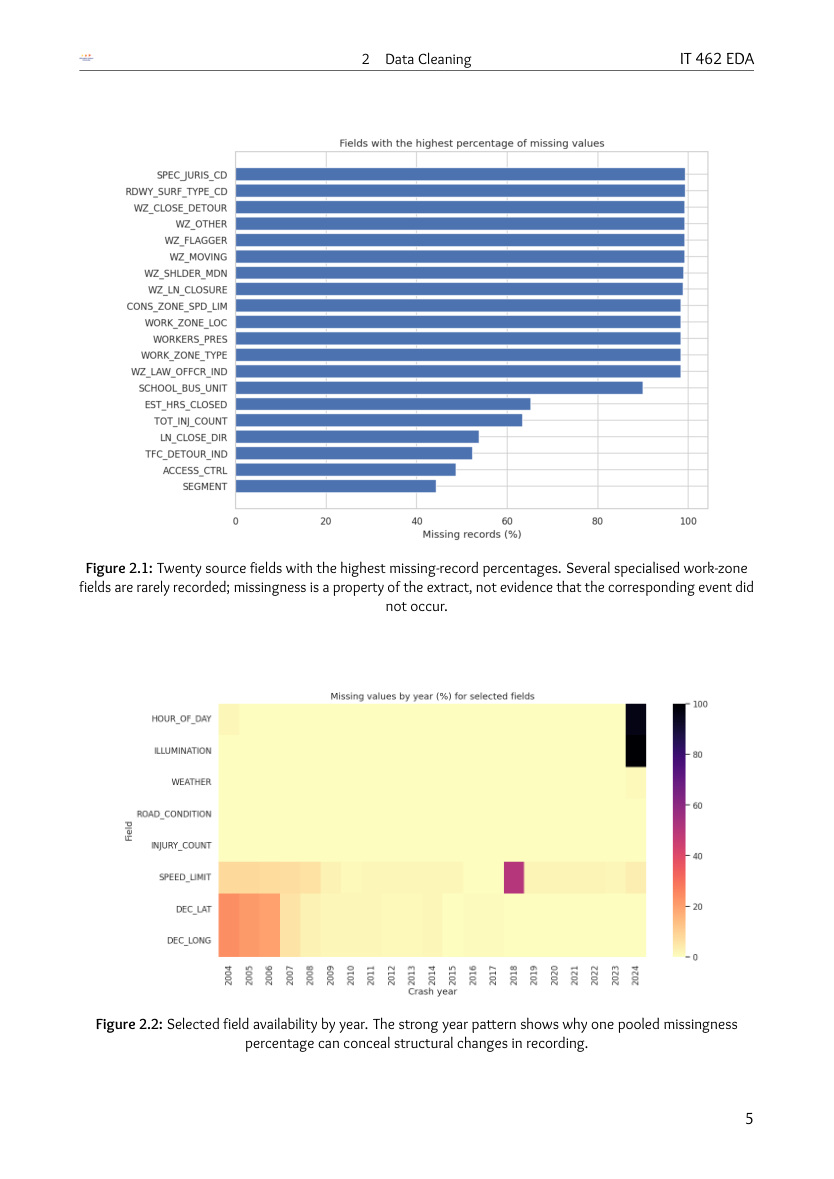 2 Data Cleaning
IT 462 EDA
Fields with the highest percentage of missing values
SPEC_JURIS_CD
RDWY_SURF_TYPE_CD
WZ_CLOSE_DETOUR
WZ_OTHER
WZ_FLAGGER
WZ_MOVING
WZ_SHLDER_MDN
WZ_LN_CLOSURE
CONS_ZONE_SPD_LIM
WORK_ZONE_LOC
WORKERS_PRES
WORK_ZONE_TYPE
WZ_LAW_OFFCR_IND
SCHOOL_BUS_UNIT
EST_HRS_CLOSED
TOT_INJ_COUNT
LN_CLOSE_DIR
TFC_DETOUR_IND
ACCESS_CTRL
SEGMENT
0 20 40 60 80 100
Missing records (%)
Figure 2.1: Twenty source fields with the highest missing-record percentages. Several specialised work-zone
fields are rarely recorded; missingness is a property of the extract, not evidence that the corresponding event did
not occur.
Missing values by year (%) for selected fields
HOUR_OF_DAY
ILLUMINATION
WEATHER
ROAD_CONDITION
INJURY_COUNT
SPEED_LIMIT
DEC_LAT
DEC_LONG
Field
100
80
60
40
20
0
2004 2005 2006 2007 2008 2009 2010 2011 2012 2013 2014 2015 2016 2017 2018 2019 2020 2021 2022 2023 2024
Crash year
Figure 2.2: Selected field availability by year. The strong year pattern shows why one pooled missingness
percentage can conceal structural changes in recording.
5